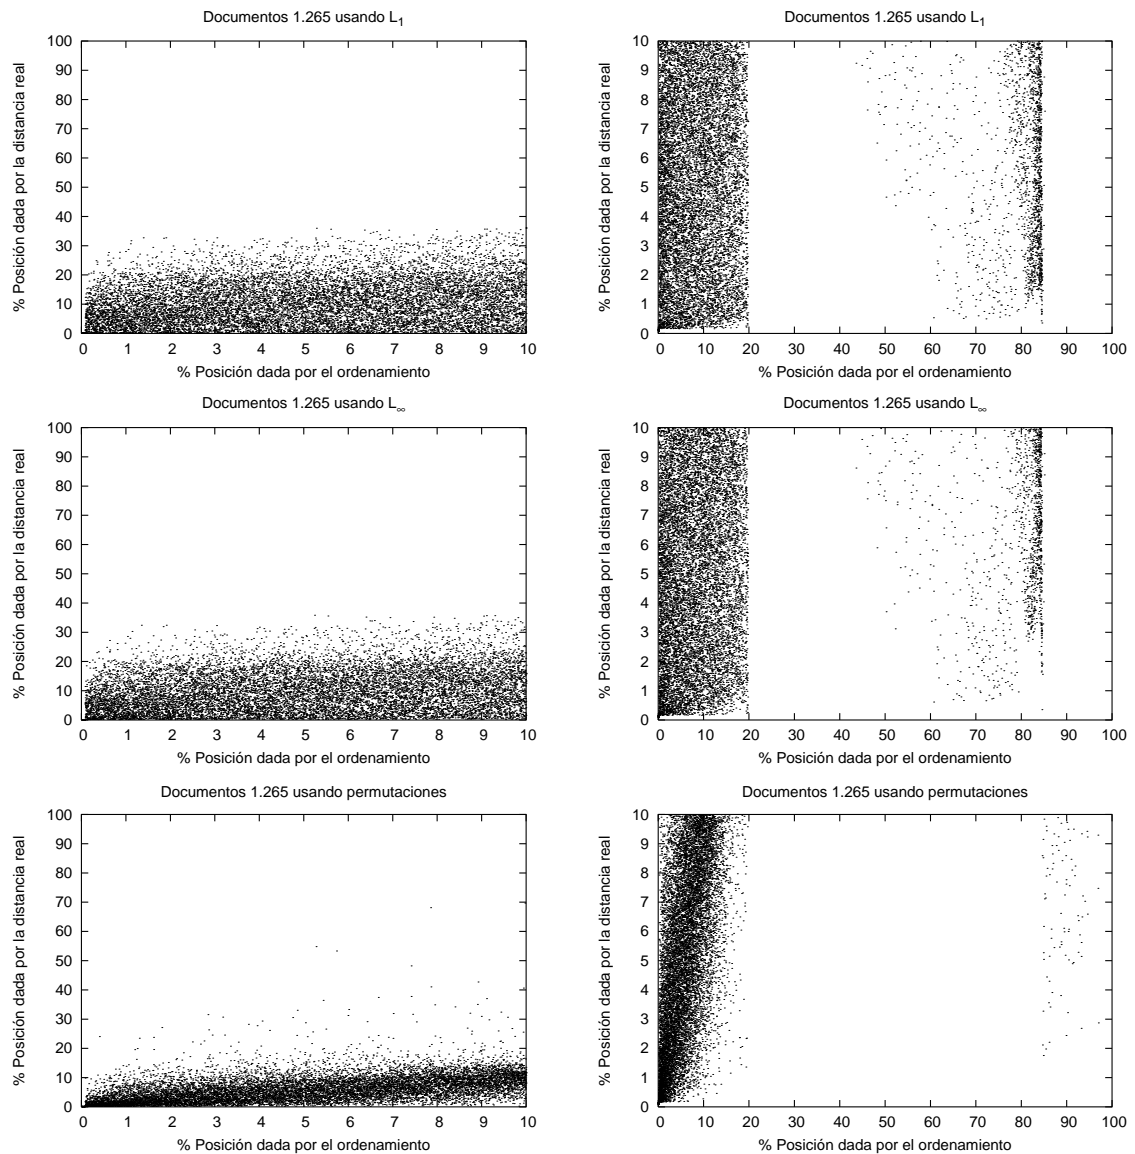 Documentos 1.265 usando L1
% Posición dada por la distancia real
100
90
80
70
60
50
40
30
20
10
0
0 1 2 3 4 5 6 7 8 9 10
% Posición dada por el ordenamiento
Documentos 1.265 usando L1
% Posición dada por la distancia real
10
9
8
7
6
5
4
3
2
1
0
0 10 20 30 40 50 60 70 80 90 100
% Posición dada por el ordenamiento
Documentos 1.265 usando L∞
% Posición dada por la distancia real
100
90
80
70
60
50
40
30
20
10
0
0 1 2 3 4 5 6 7 8 9 10
% Posición dada por el ordenamiento
Documentos 1.265 usando L∞
% Posición dada por la distancia real
10
9
8
7
6
5
4
3
2
1
0
0 10 20 30 40 50 60 70 80 90 100
% Posición dada por el ordenamiento
Documentos 1.265 usando permutaciones
% Posición dada por la distancia real
100
90
80
70
60
50
40
30
20
10
0
0 1 2 3 4 5 6 7 8 9 10
% Posición dada por el ordenamiento
Documentos 1.265 usando permutaciones
% Posición dada por la distancia real
10
9
8
7
6
5
4
3
2
1
0
0 10 20 30 40 50 60 70 80 90 100
% Posición dada por el ordenamiento